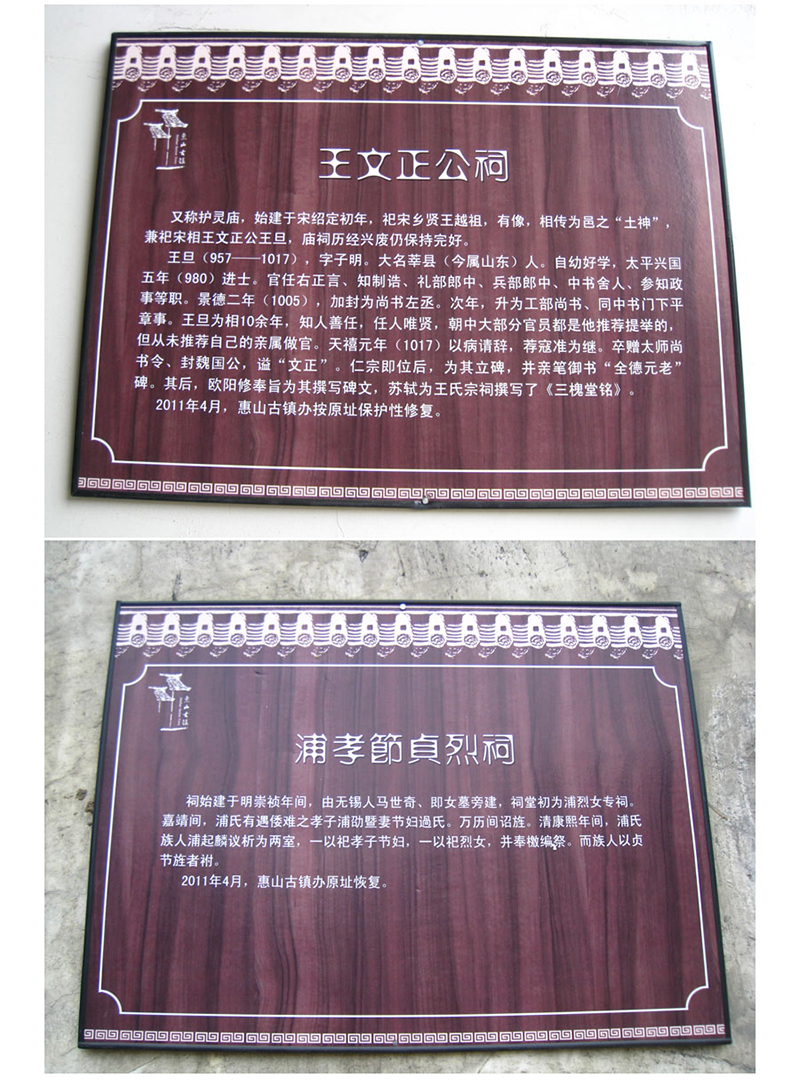 惠山古镇
王文正公祠
又称护灵庙，始建于宋绍定初年，祀宋乡贤王越祖，有像，相传为邑之“土神”，
兼祀宋相王文正公王旦，庙祠历经兴废仍保持完好。
王旦（957——1017），字子明。大名莘县（今属山东）人。自幼好学，太平兴国
五年（980）进士。官任右正言、知制诰、礼部郎中、兵部郎中、中书舍人、参知政
事等职。景德二年（1005），加封为尚书左丞。次年，升为工部尚书、同中书门下平
章事。王旦为相10余年，知人善任，任人唯贤，朝中大部分官员都是他推荐提举的，
但从未推荐自己的亲属做官。天禧元年（1017）以病请辞，荐寇准为继。卒赠太师尚
书令、封魏国公，谥“文正”。仁宗即位后，为其立碑，并亲笔御书“全德元老”
碑。其后，欧阳修奉旨为其撰写碑文，苏轼为王氏宗祠撰写了《三槐堂铭》。
2011年4月，惠山古镇办按原址保护性修复。
惠山古镇
浦孝節貞烈祠
祠始建于明崇祯年间，由无锡人马世奇、即女墓旁建，祠堂初为浦烈女专祠。
嘉靖间，浦氏有遇倭难之孝子浦劭暨妻节妇過氏。万历间诏旌。清康熙年间，浦氏
族人浦起麟议析为两室，一以祀孝子节妇，一以祀烈女，并奉檄编祭。而族人以贞
节旌者祔。
2011年4月，惠山古镇办原址恢复。